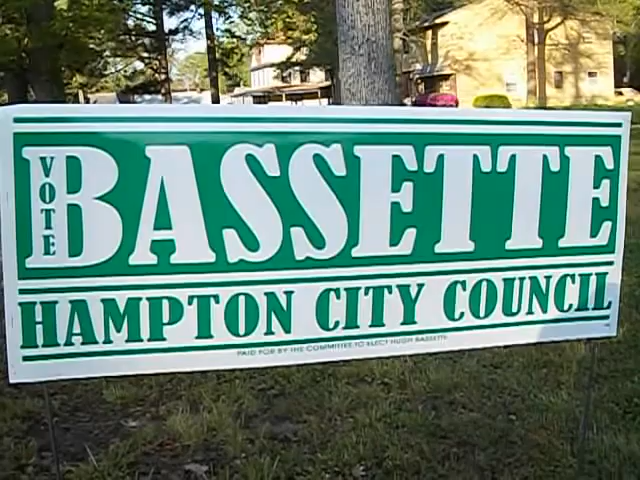 VOTE
BASSETTE
HAMPTON CITY COUNCIL
PAID FOR BY THE COMMITTEE TO ELECT HUGH BASSETTE